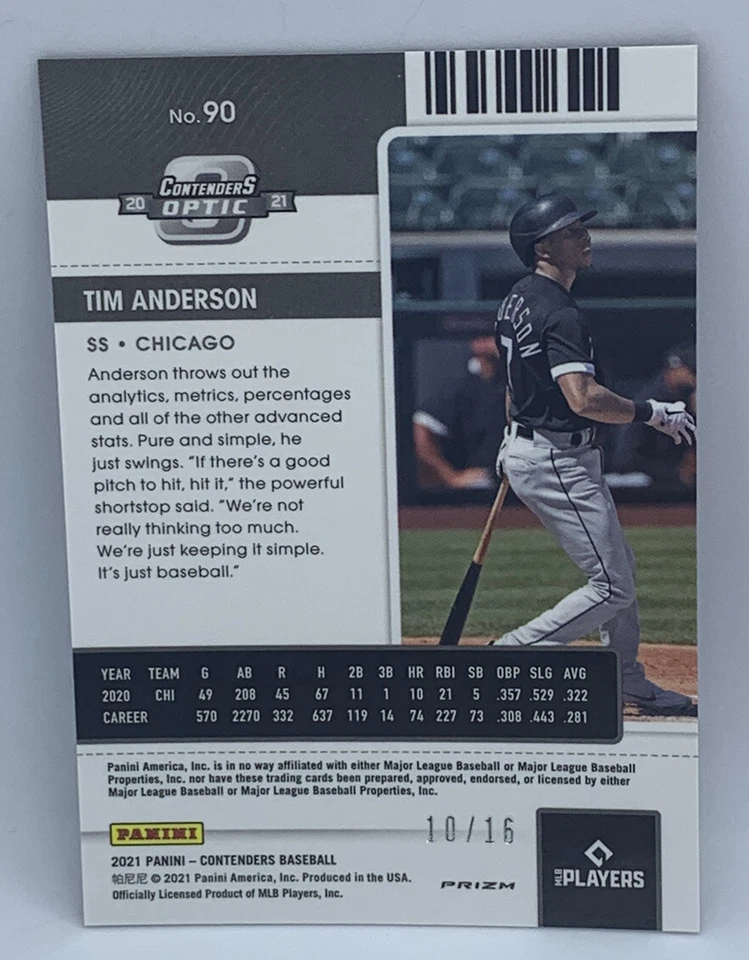 No. 90
CONTENDERS
20 OPTIC 21
TIM ANDERSON
SS • CHICAGO
Anderson throws out the
analytics, metrics, percentages
and all of the other advanced
stats. Pure and simple, he
just swings. "If there's a good
pitch to hit, hit it," the powerful
shortstop said. "We're not
really thinking too much.
We're just keeping it simple.
It's just baseball."
DERSON
7
YEAR TEAM G AB R H 2B 3B HR RBI SB OBP SLG AVG
2020 CHI 49 208 45 67 11 1 10 21 5 .357 .529 .322
CAREER 570 2270 332 637 119 14 74 227 73 .308 .443 .281
Panini America, Inc. is in no way affiliated with either Major League Baseball or Major League Baseball
Properties, Inc. nor have these trading cards been prepared, approved, endorsed, or licensed by either
Major League Baseball or Major League Baseball Properties, Inc.
PANINI
10/16
2021 PANINI – CONTENDERS BASEBALL
帕尼尼 © 2021 Panini America, Inc. Produced in the USA.
Officially Licensed Product of MLB Players, Inc.
PRIZM
MLB PLAYERS